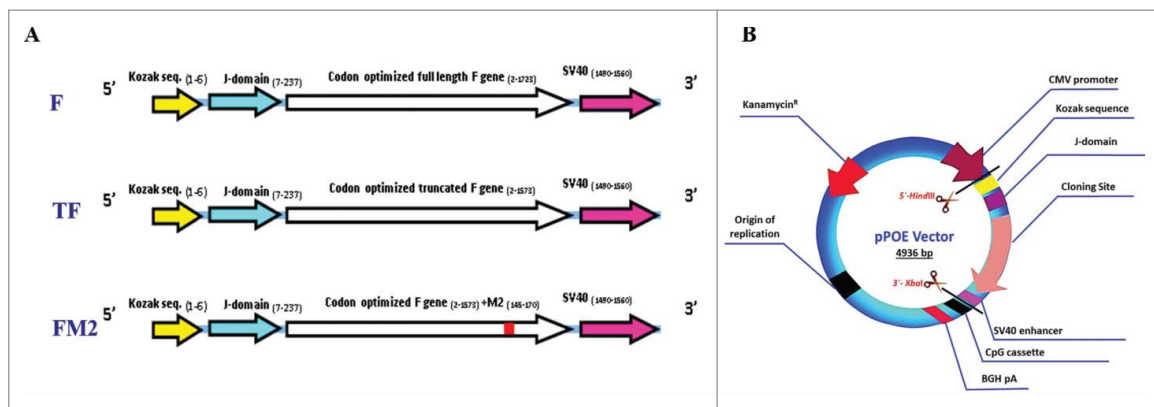 A
Kozak seq. (1-6) J-domain (7-237) Codon optimized full length F gene (2-1723) SV40 (1490-1560)
5' 3'
F
Kozak seq. (1-6) J-domain (7-237) Codon optimized truncated F gene (2-1573) SV40 (1490-1560)
5' 3'
TF
Kozak seq. (1-6) J-domain (7-237) Codon optimized F gene (2-1573) +M2 (145-170) SV40 (1490-1560)
5' 3'
FM2
B
CMV promoter
KanamycinR
Kozak sequence
J-domain
Cloning Site
5´-HindIII
Origin of
replication
pPOE Vector
4936 bp
3´- XbaI
SV40 enhancer
CpG cassette
BGH pA